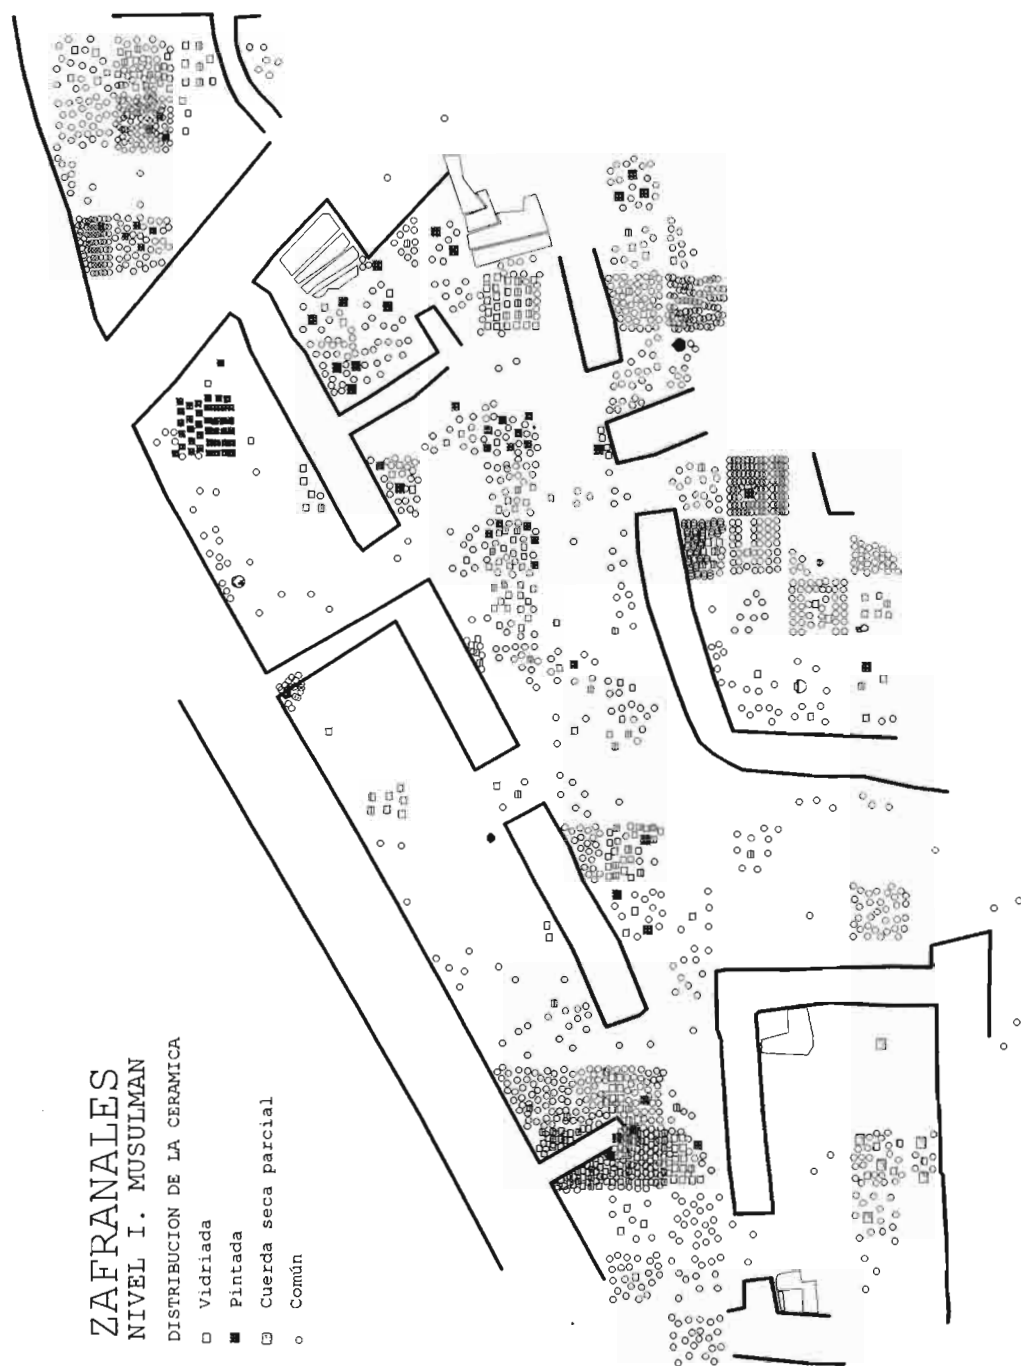 ZAFRANALES
NIVEL I. MUSULMAN
DISTRIBUCION DE LA CERAMICA
Vidriada
Pintada
Cuerda seca parcial
Común